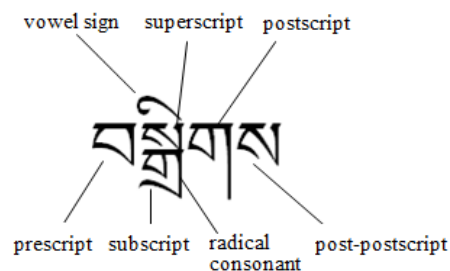 vowel sign superscript postscript
བསྒྲིགས
prescript subscript radical consonant post-postscript